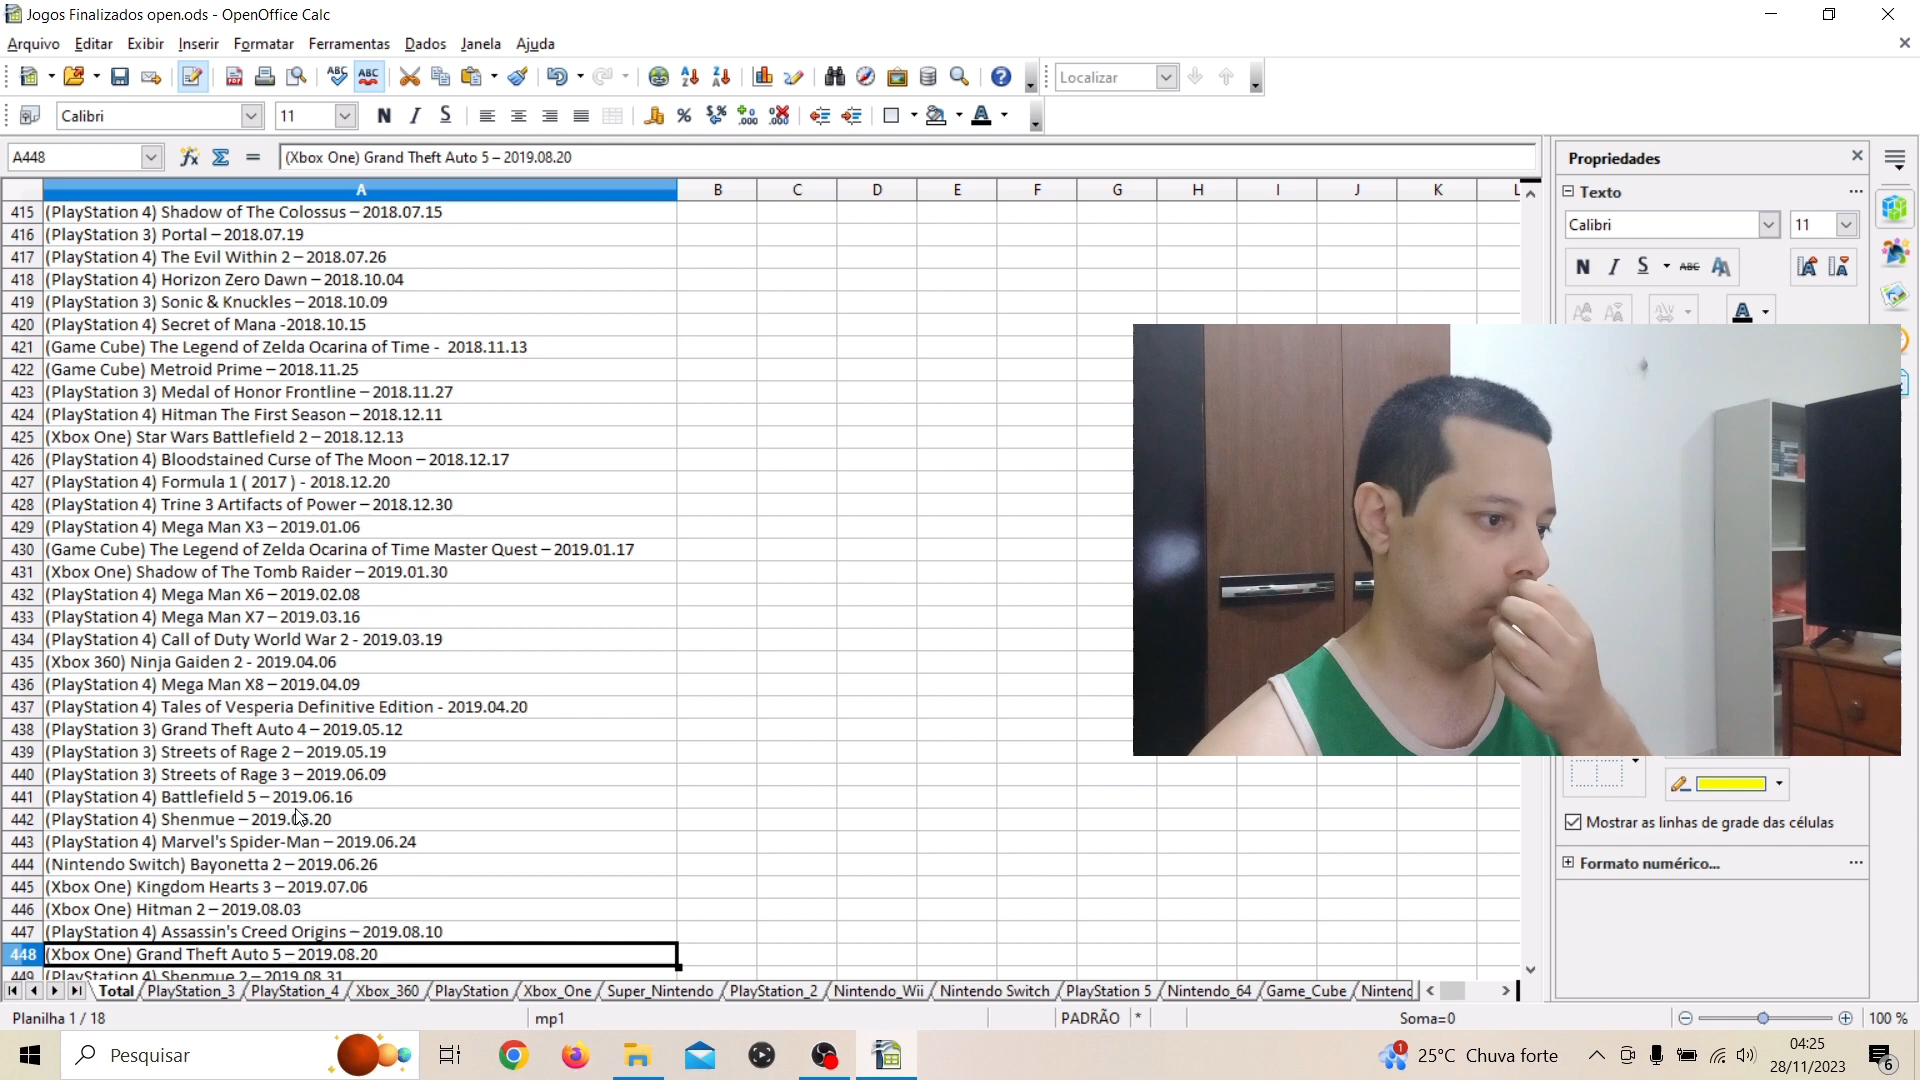 Jogos Finalizados open.ods - OpenOffice Calc
Arquivo Editar Exibir Inserir Formatar Ferramentas Dados Janela Ajuda
Localizar
Calibri 11
A448 (Xbox One) Grand Theft Auto 5 – 2019.08.20
A B C D E F G H I J K L
415 (PlayStation 4) Shadow of The Colossus – 2018.07.15
416 (PlayStation 3) Portal – 2018.07.19
417 (PlayStation 4) The Evil Within 2 – 2018.07.26
418 (PlayStation 4) Horizon Zero Dawn – 2018.10.04
419 (PlayStation 3) Sonic & Knuckles – 2018.10.09
420 (PlayStation 4) Secret of Mana -2018.10.15
421 (Game Cube) The Legend of Zelda Ocarina of Time -  2018.11.13
422 (Game Cube) Metroid Prime – 2018.11.25
423 (PlayStation 3) Medal of Honor Frontline – 2018.11.27
424 (PlayStation 4) Hitman The First Season – 2018.12.11
425 (Xbox One) Star Wars Battlefield 2 – 2018.12.13
426 (PlayStation 4) Bloodstained Curse of The Moon – 2018.12.17
427 (PlayStation 4) Formula 1 ( 2017 ) - 2018.12.20
428 (PlayStation 4) Trine 3 Artifacts of Power – 2018.12.30
429 (PlayStation 4) Mega Man X3 – 2019.01.06
430 (Game Cube) The Legend of Zelda Ocarina of Time Master Quest – 2019.01.17
431 (Xbox One) Shadow of The Tomb Raider – 2019.01.30
432 (PlayStation 4) Mega Man X6 – 2019.02.08
433 (PlayStation 4) Mega Man X7 – 2019.03.16
434 (PlayStation 4) Call of Duty World War 2 - 2019.03.19
435 (Xbox 360) Ninja Gaiden 2 - 2019.04.06
436 (PlayStation 4) Mega Man X8 – 2019.04.09
437 (PlayStation 4) Tales of Vesperia Definitive Edition - 2019.04.20
438 (PlayStation 3) Grand Theft Auto 4 – 2019.05.12
439 (PlayStation 3) Streets of Rage 2 – 2019.05.19
440 (PlayStation 3) Streets of Rage 3 – 2019.06.09
441 (PlayStation 4) Battlefield 5 – 2019.06.16
442 (PlayStation 4) Shenmue – 2019.06.20
443 (PlayStation 4) Marvel's Spider-Man – 2019.06.24
444 (Nintendo Switch) Bayonetta 2 – 2019.06.26
445 (Xbox One) Kingdom Hearts 3 – 2019.07.06
446 (Xbox One) Hitman 2 – 2019.08.03
447 (PlayStation 4) Assassin's Creed Origins – 2019.08.10
448 (Xbox One) Grand Theft Auto 5 – 2019.08.20
449 (PlayStation 4) Shenmue 2 – 2019.08.31
Propriedades
Texto
Calibri 11
N I S ABC
Mostrar as linhas de grade das células
Formato numérico...
Total PlayStation_3 PlayStation_4 Xbox_360 PlayStation Xbox_One Super_Nintendo PlayStation_2 Nintendo_Wii Nintendo Switch PlayStation 5 Nintendo_64 Game_Cube Nintend
Planilha 1 / 18 mp1 PADRÃO * Soma=0 100 %
Pesquisar
1 25°C Chuva forte
04:25
28/11/2023
6